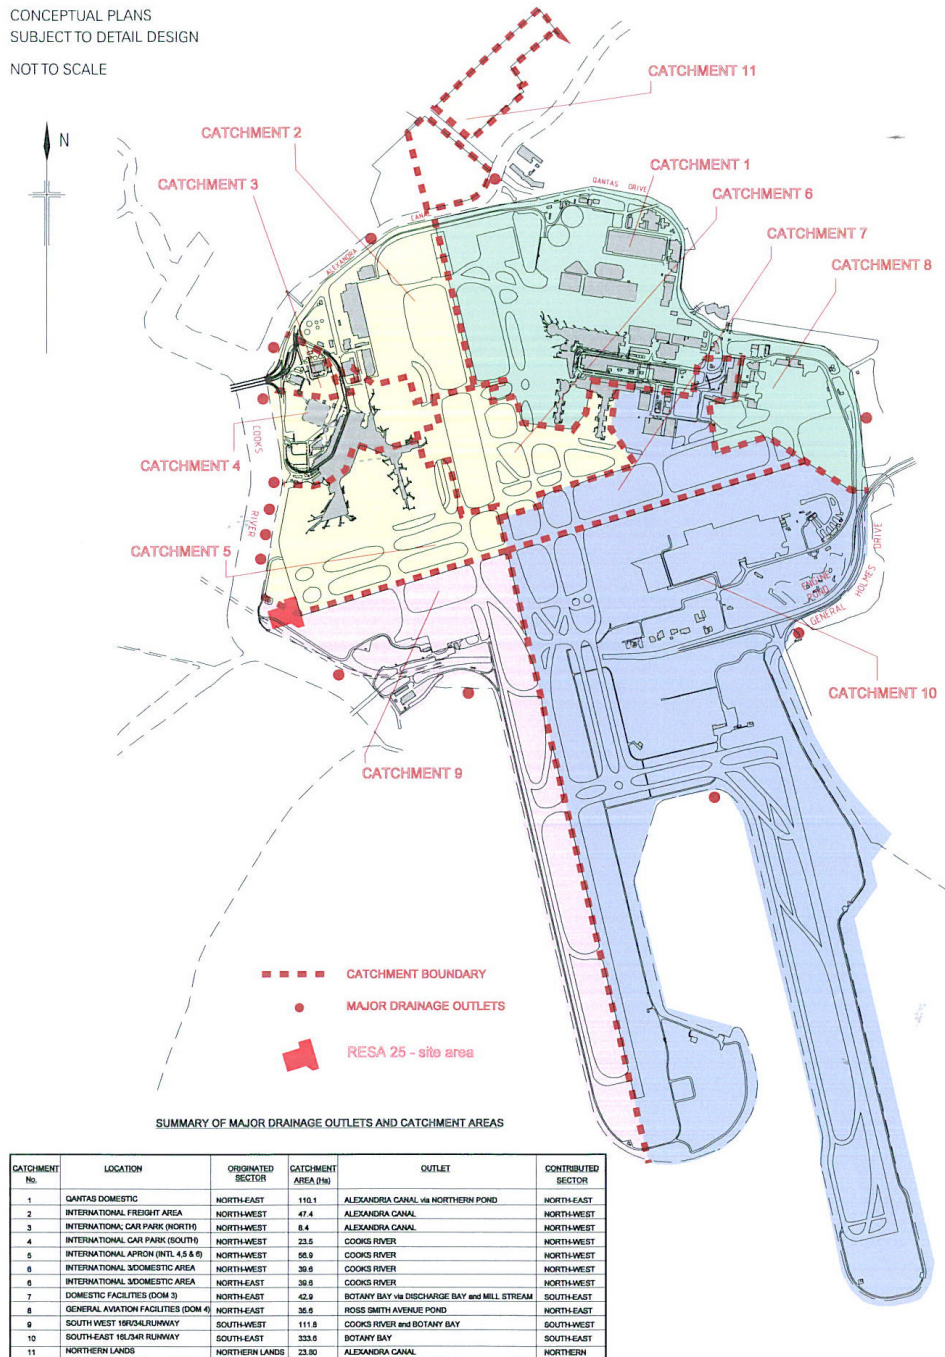 CONCEPTUAL PLANS
SUBJECT TO DETAIL DESIGN
NOT TO SCALE
N
CATCHMENT 11
CATCHMENT 2
CATCHMENT 3
CATCHMENT 1
QANTAS DRIVE
CATCHMENT 6
CATCHMENT 7
CATCHMENT 8
ALEXANDRA
CANAL
COOKS
RIVER
CATCHMENT 4
CATCHMENT 5
ENGINE
POND
GENERAL HOLMES DRIVE
CATCHMENT 10
CATCHMENT 9
CATCHMENT BOUNDARY
MAJOR DRAINAGE OUTLETS
RESA 25 - site area
SUMMARY OF MAJOR DRAINAGE OUTLETS AND CATCHMENT AREAS
CATCHMENT No. LOCATION ORIGINATED SECTOR CATCHMENT AREA (Ha) OUTLET CONTRIBUTED SECTOR
1 QANTAS DOMESTIC NORTH-EAST 110.1 ALEXANDRIA CANAL via NORTHERN POND NORTH-EAST
2 INTERNATIONAL FREIGHT AREA NORTH-WEST 47.4 ALEXANDRA CANAL NORTH-WEST
3 INTERNATIONA; CAR PARK (NORTH) NORTH-WEST 8.4 ALEXANDRA CANAL NORTH-WEST
4 INTERNATIONAL CAR PARK (SOUTH) NORTH-WEST 23.5 COOKS RIVER NORTH-WEST
5 INTERNATIONAL APRON (INTL 4,5 & 6) NORTH-WEST 56.9 COOKS RIVER NORTH-WEST
6 INTERNATIONAL 3/DOMESTIC AREA NORTH-WEST 39.6 COOKS RIVER NORTH-WEST
6 INTERNATIONAL 3/DOMESTIC AREA NORTH-EAST 39.6 COOKS RIVER NORTH-WEST
7 DOMESTIC FACILITIES (DOM 3) NORTH-EAST 42.9 BOTANY BAY via DISCHARGE BAY and MILL STREAM SOUTH-EAST
8 GENERAL AVIATION FACILITIES (DOM 4) NORTH-EAST 35.6 ROSS SMITH AVENUE POND NORTH-EAST
9 SOUTH WEST 16R/34LRUNWAY SOUTH-WEST 111.8 COOKS RIVER and BOTANY BAY SOUTH-WEST
10 SOUTH-EAST 16L/34R RUNWAY SOUTH-EAST 333.6 BOTANY BAY SOUTH-EAST
11 NORTHERN LANDS NORTHERN LANDS 23.80 ALEXANDRA CANAL NORTHERN